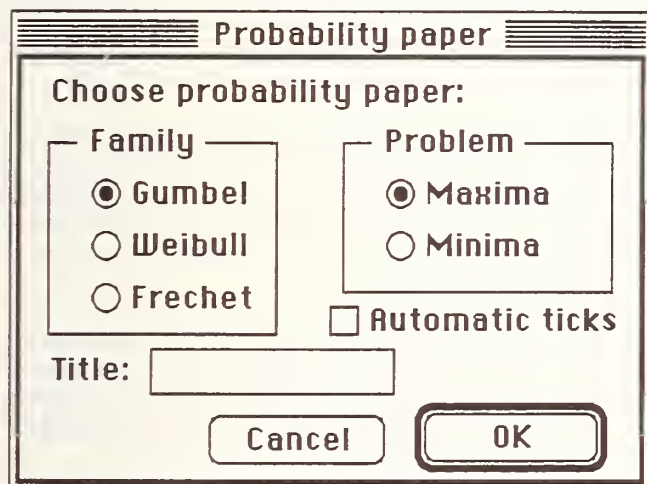 Probability paper
Choose probability paper:
Family
Gumbel
Weibull
Frechet
Problem
Maxima
Minima
Automatic ticks
Title:
Cancel
OK